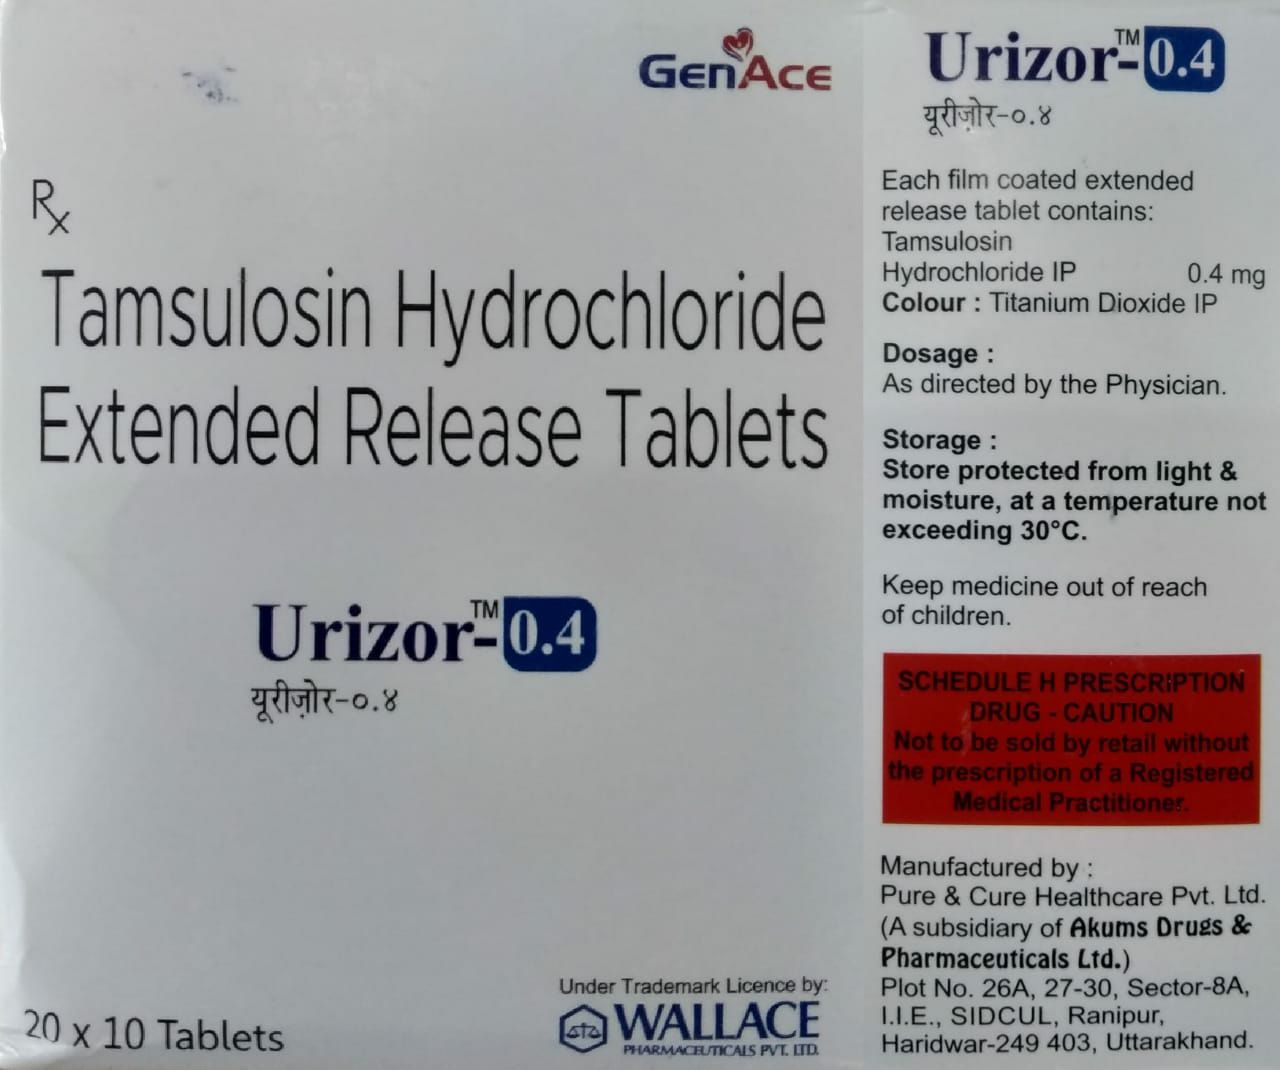 GenAce
Rx
Tamsulosin Hydrochloride
Extended Release Tablets
Urizor-™0.4
यूरीज़ोर-०.४
20 x 10 Tablets
Under Trademark Licence by:
WALLACE
PHARMACEUTICALS PVT. LTD.
Urizor-™0.4
यूरीज़ोर-०.४
Each film coated extended
release tablet contains:
Tamsulosin
Hydrochloride IP 0.4 mg
Colour : Titanium Dioxide IP
Dosage :
As directed by the Physician.
Storage :
Store protected from light &
moisture, at a temperature not
exceeding 30°C.
Keep medicine out of reach
of children.
SCHEDULE H PRESCRIPTION
DRUG - CAUTION
Not to be sold by retail without
the prescription of a Registered
Medical Practitioner.
Manufactured by :
Pure & Cure Healthcare Pvt. Ltd.
(A subsidiary of Akums Drugs &
Pharmaceuticals Ltd.)
Plot No. 26A, 27-30, Sector-8A,
I.I.E., SIDCUL, Ranipur,
Haridwar-249 403, Uttarakhand.